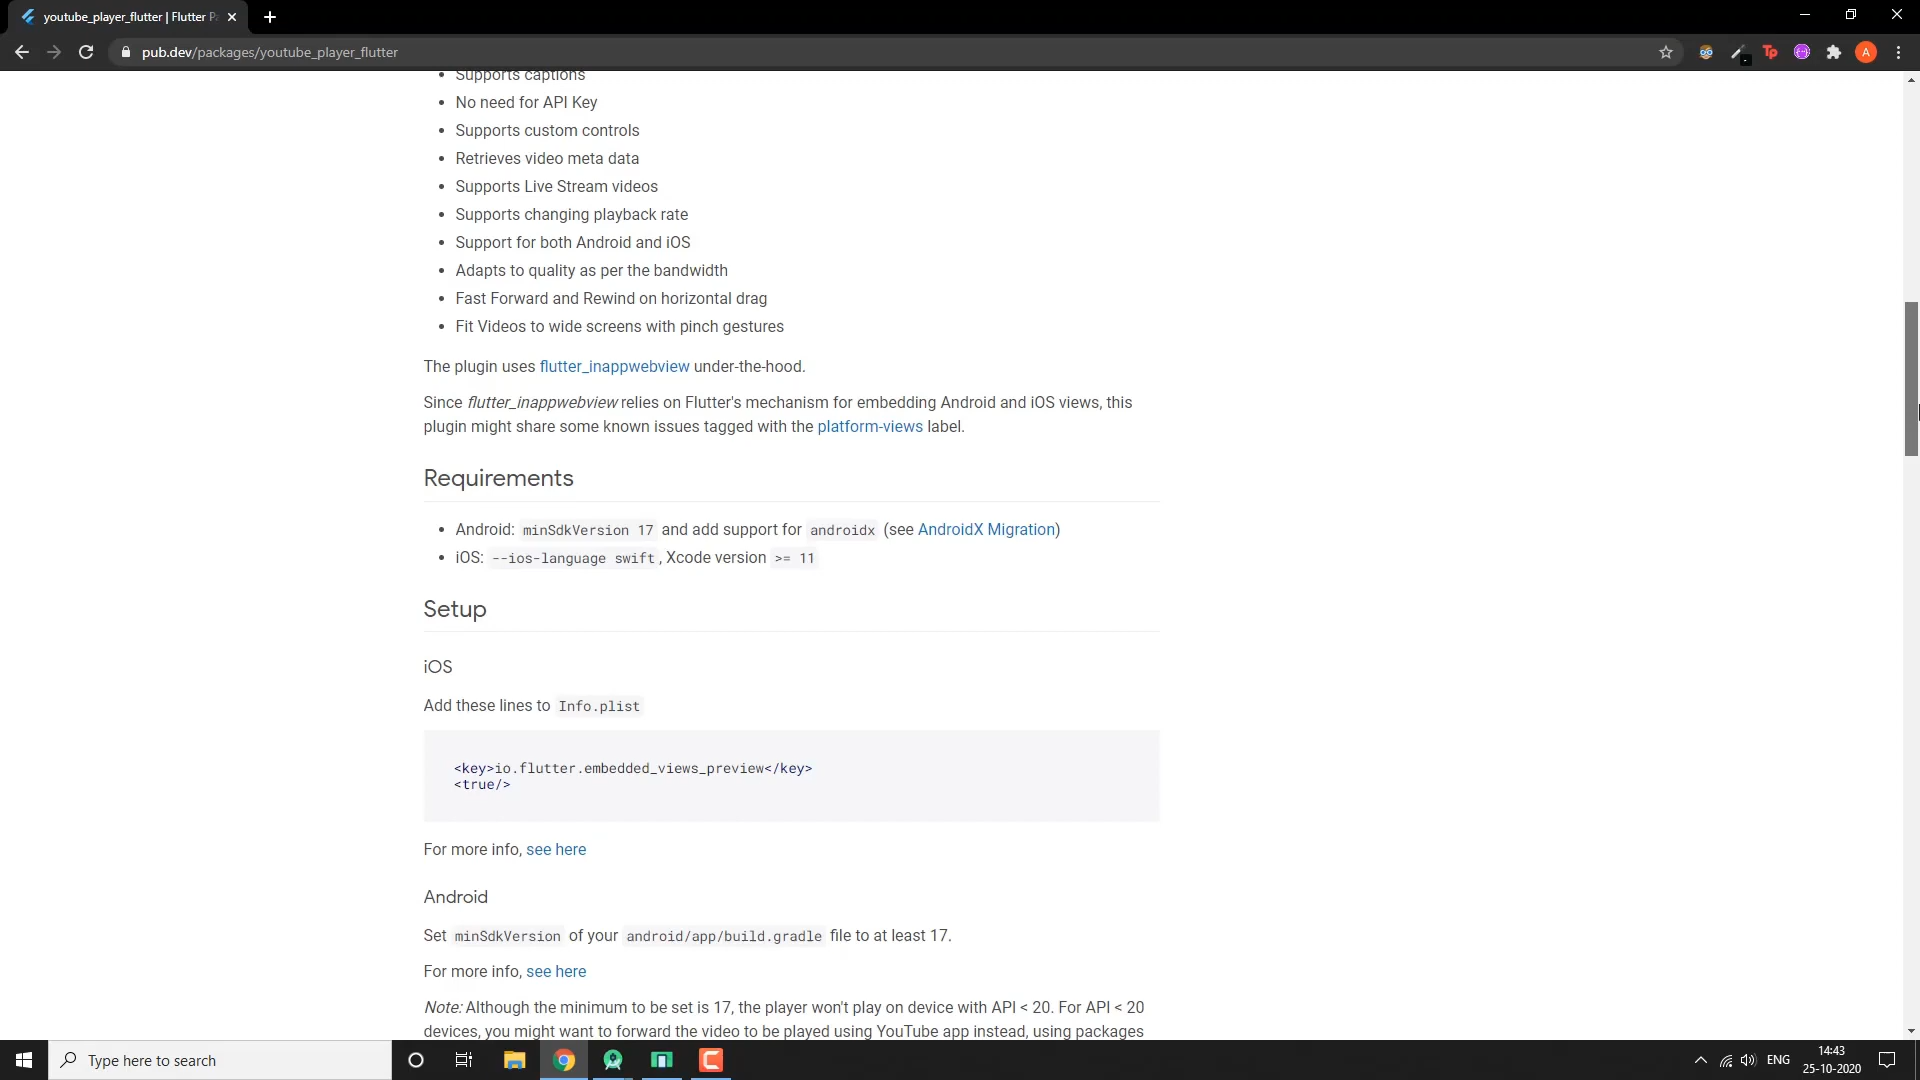 youtube_player_flutter | Flutter P
pub.dev/packages/youtube_player_flutter
Tp
A
Supports captions
No need for API Key
Supports custom controls
Retrieves video meta data
Supports Live Stream videos
Supports changing playback rate
Support for both Android and iOS
Adapts to quality as per the bandwidth
Fast Forward and Rewind on horizontal drag
Fit Videos to wide screens with pinch gestures
The plugin uses flutter_inappwebview under-the-hood.
Since flutter_inappwebview relies on Flutter's mechanism for embedding Android and iOS views, this
plugin might share some known issues tagged with the platform-views label.
Requirements
Android: minSdkVersion 17 and add support for androidx (see AndroidX Migration)
iOS: --ios-language swift, Xcode version >= 11
Setup
iOS
Add these lines to Info.plist
<key>io.flutter.embedded_views_preview</key>
<true/>
For more info, see here
Android
Set minSdkVersion of your android/app/build.gradle file to at least 17.
For more info, see here
Note: Although the minimum to be set is 17, the player won't play on device with API < 20. For API < 20
devices, you might want to forward the video to be played using YouTube app instead, using packages
Type here to search
ENG
14:43
25-10-2020